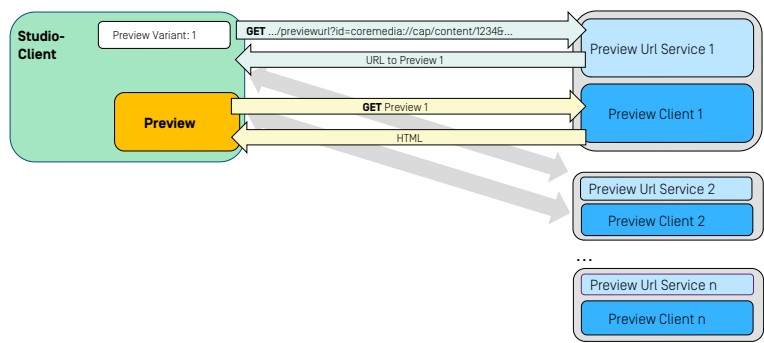 Studio-
Client
Preview Variant: 1
GET .../previewurl?id=coremedia://cap/content/1234&...
Preview Url Service 1
URL to Preview 1
Preview
GET Preview 1
Preview Client 1
HTML
Preview Url Service 2
Preview Client 2
...
Preview Url Service n
Preview Client n